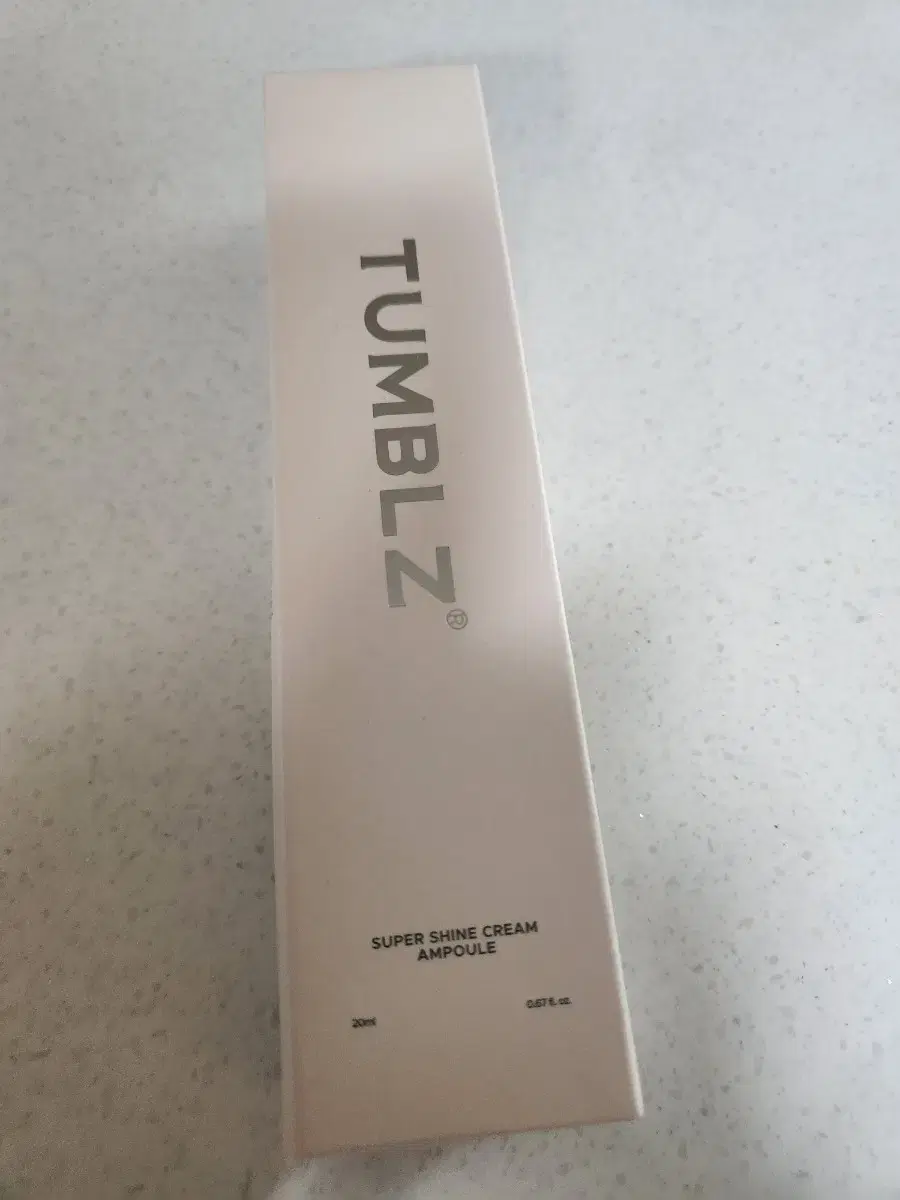 TUMBLZ®
SUPER SHINE CREAM
AMPOULE
20ml
0.67 fl. oz.